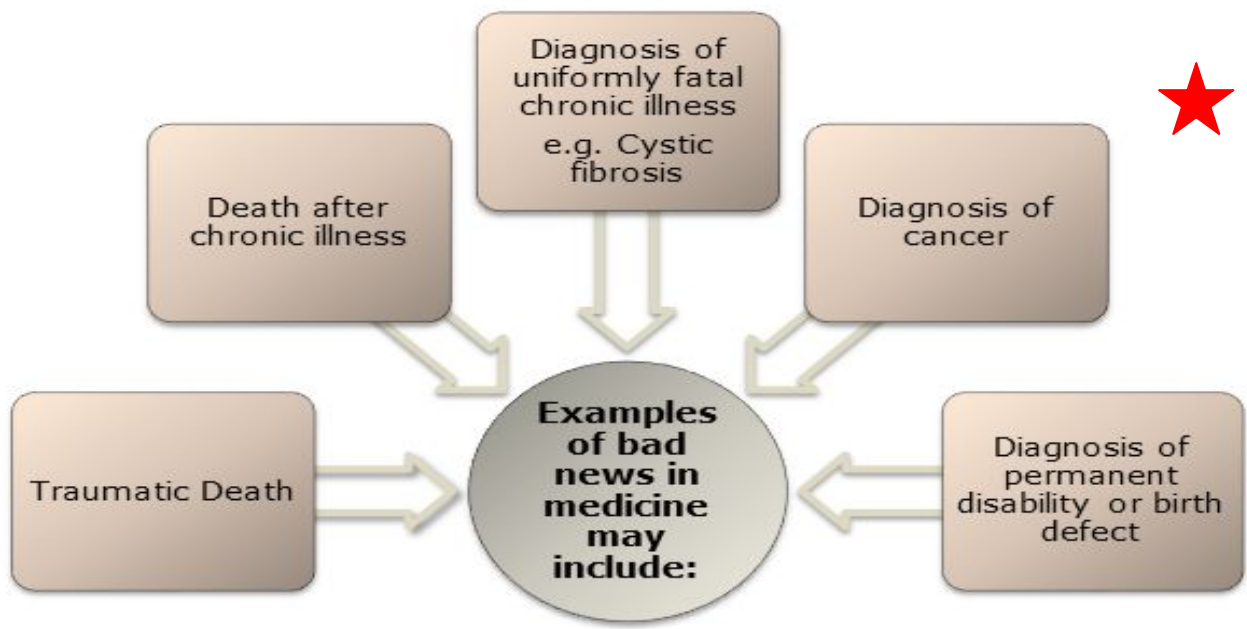 Diagnosis of
uniformly fatal
chronic illness
e.g. Cystic
fibrosis
Death after
chronic illness
Diagnosis of
cancer
Traumatic Death
Examples
of bad
news in
medicine
may
include:
Diagnosis of
permanent
disability or birth
defect